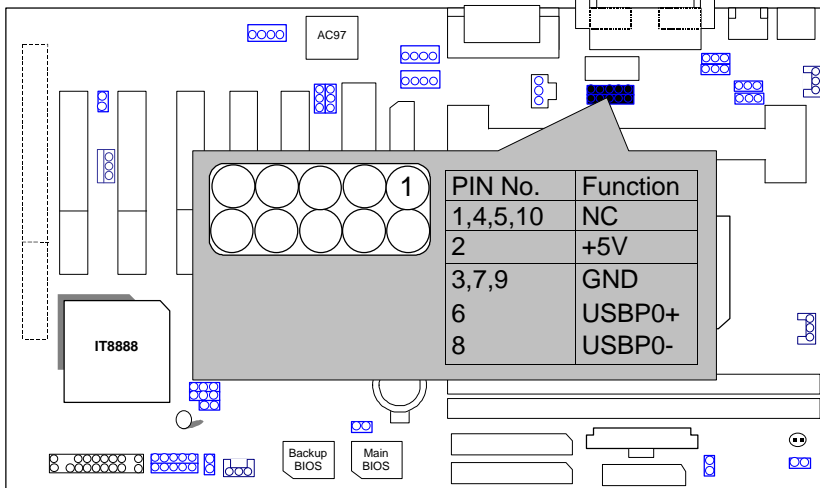 AC97
1
PIN No. Function
1,4,5,10 NC
2 +5V
3,7,9 GND
6 USBP0+
8 USBP0-
IT8888
Backup
BIOS
Main
BIOS